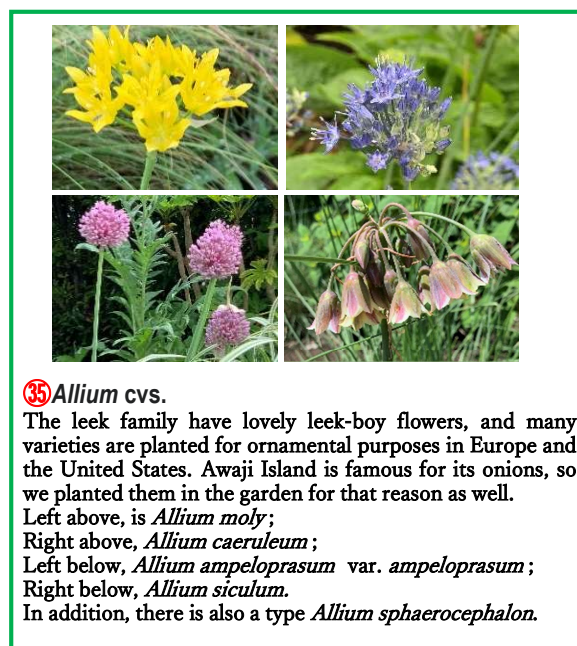 ㉟Allium cvs.
The leek family have lovely leek-boy flowers, and many
varieties are planted for ornamental purposes in Europe and
the United States. Awaji Island is famous for its onions, so
we planted them in the garden for that reason as well.
Left above, is Allium moly ;
Right above, Allium caeruleum ;
Left below, Allium ampeloprasum var. ampeloprasum ;
Right below, Allium siculum.
In addition, there is also a type Allium sphaerocephalon.